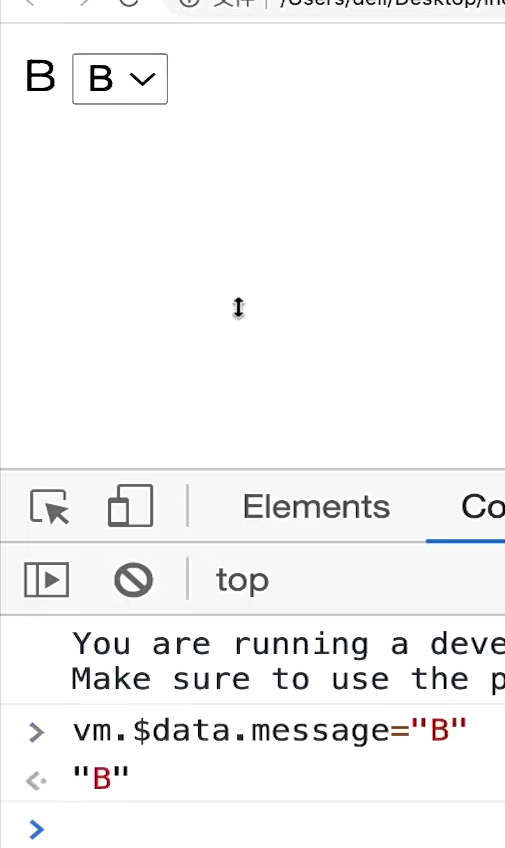 文件 /Users/dell/Desktop/in
B B
Elements Co
top
You are running a deve
Make sure to use the p
vm.$data.message="B"
"B"